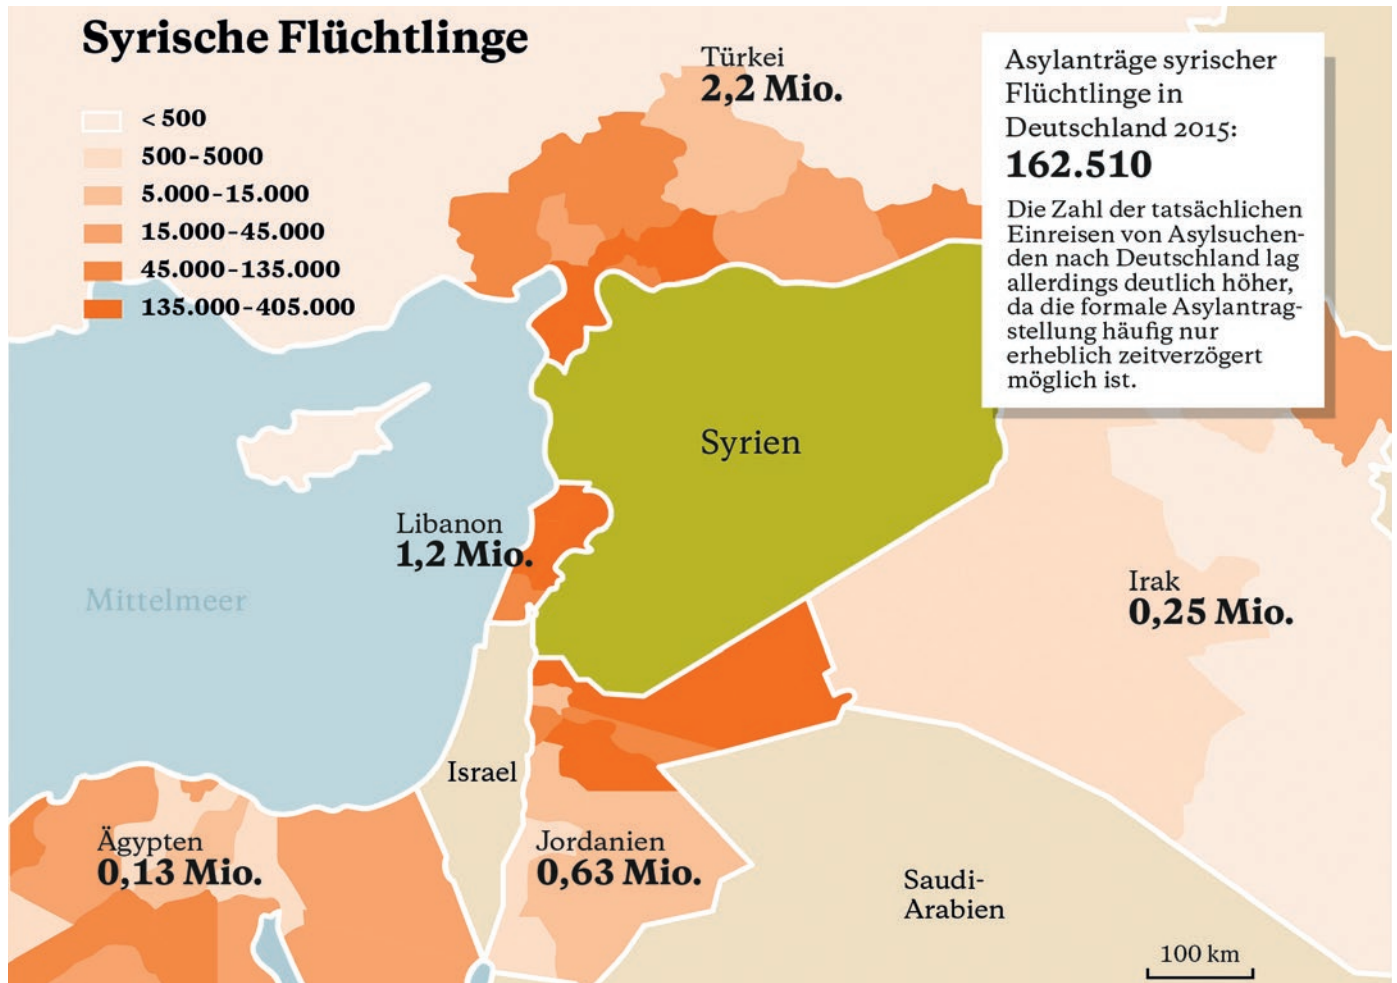 Syrische Flüchtlinge
< 500
500–5000
5.000–15.000
15.000–45.000
45.000–135.000
135.000–405.000
Türkei
2,2 Mio.
Asylanträge syrischer
Flüchtlinge in
Deutschland 2015:
162.510
Die Zahl der tatsächlichen
Einreisen von Asylsuchen-
den nach Deutschland lag
allerdings deutlich höher,
da die formale Asylantrag-
stellung häufig nur
erheblich zeitverzögert
möglich ist.
Syrien
Libanon
1,2 Mio.
Mittelmeer
Irak
0,25 Mio.
Israel
Ägypten
0,13 Mio.
Jordanien
0,63 Mio.
Saudi-
Arabien
100 km